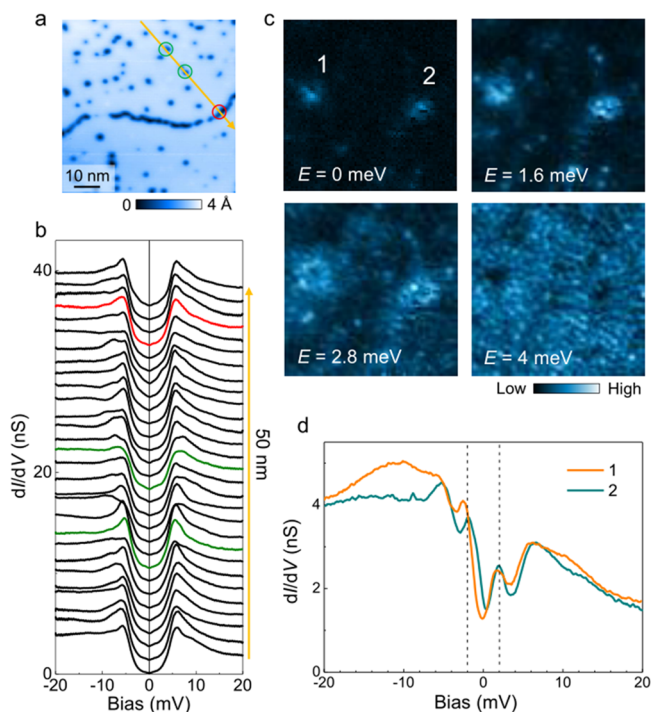 a
10 nm
0 4 Å
b
40
20
0
dI/dV (nS)
50 nm
-20 -10 0 10 20
Bias (mV)
c
1 2
E = 0 meV
E = 1.6 meV
E = 2.8 meV
E = 4 meV
Low High
d
4
2
0
dI/dV (nS)
1
2
-20 -10 0 10 20
Bias (mV)